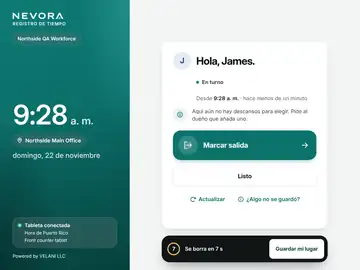 NEVORA
REGISTRO DE TIEMPO
Northside QA Workforce
9:28 a. m.
Northside Main Office
domingo, 22 de noviembre
Tableta conectada
Hora de Puerto Rico
Front counter tablet
Powered by VELANI LLC
J
Hola, James.
En turno
Desde 9:28 a. m. · hace menos de un minuto
Aquí aún no hay descansos para elegir. Pide al
dueño que añada uno.
Marcar salida
Listo
Actualizar
¿Algo no se guardó?
7
Se borra en 7 s
Guardar mi lugar